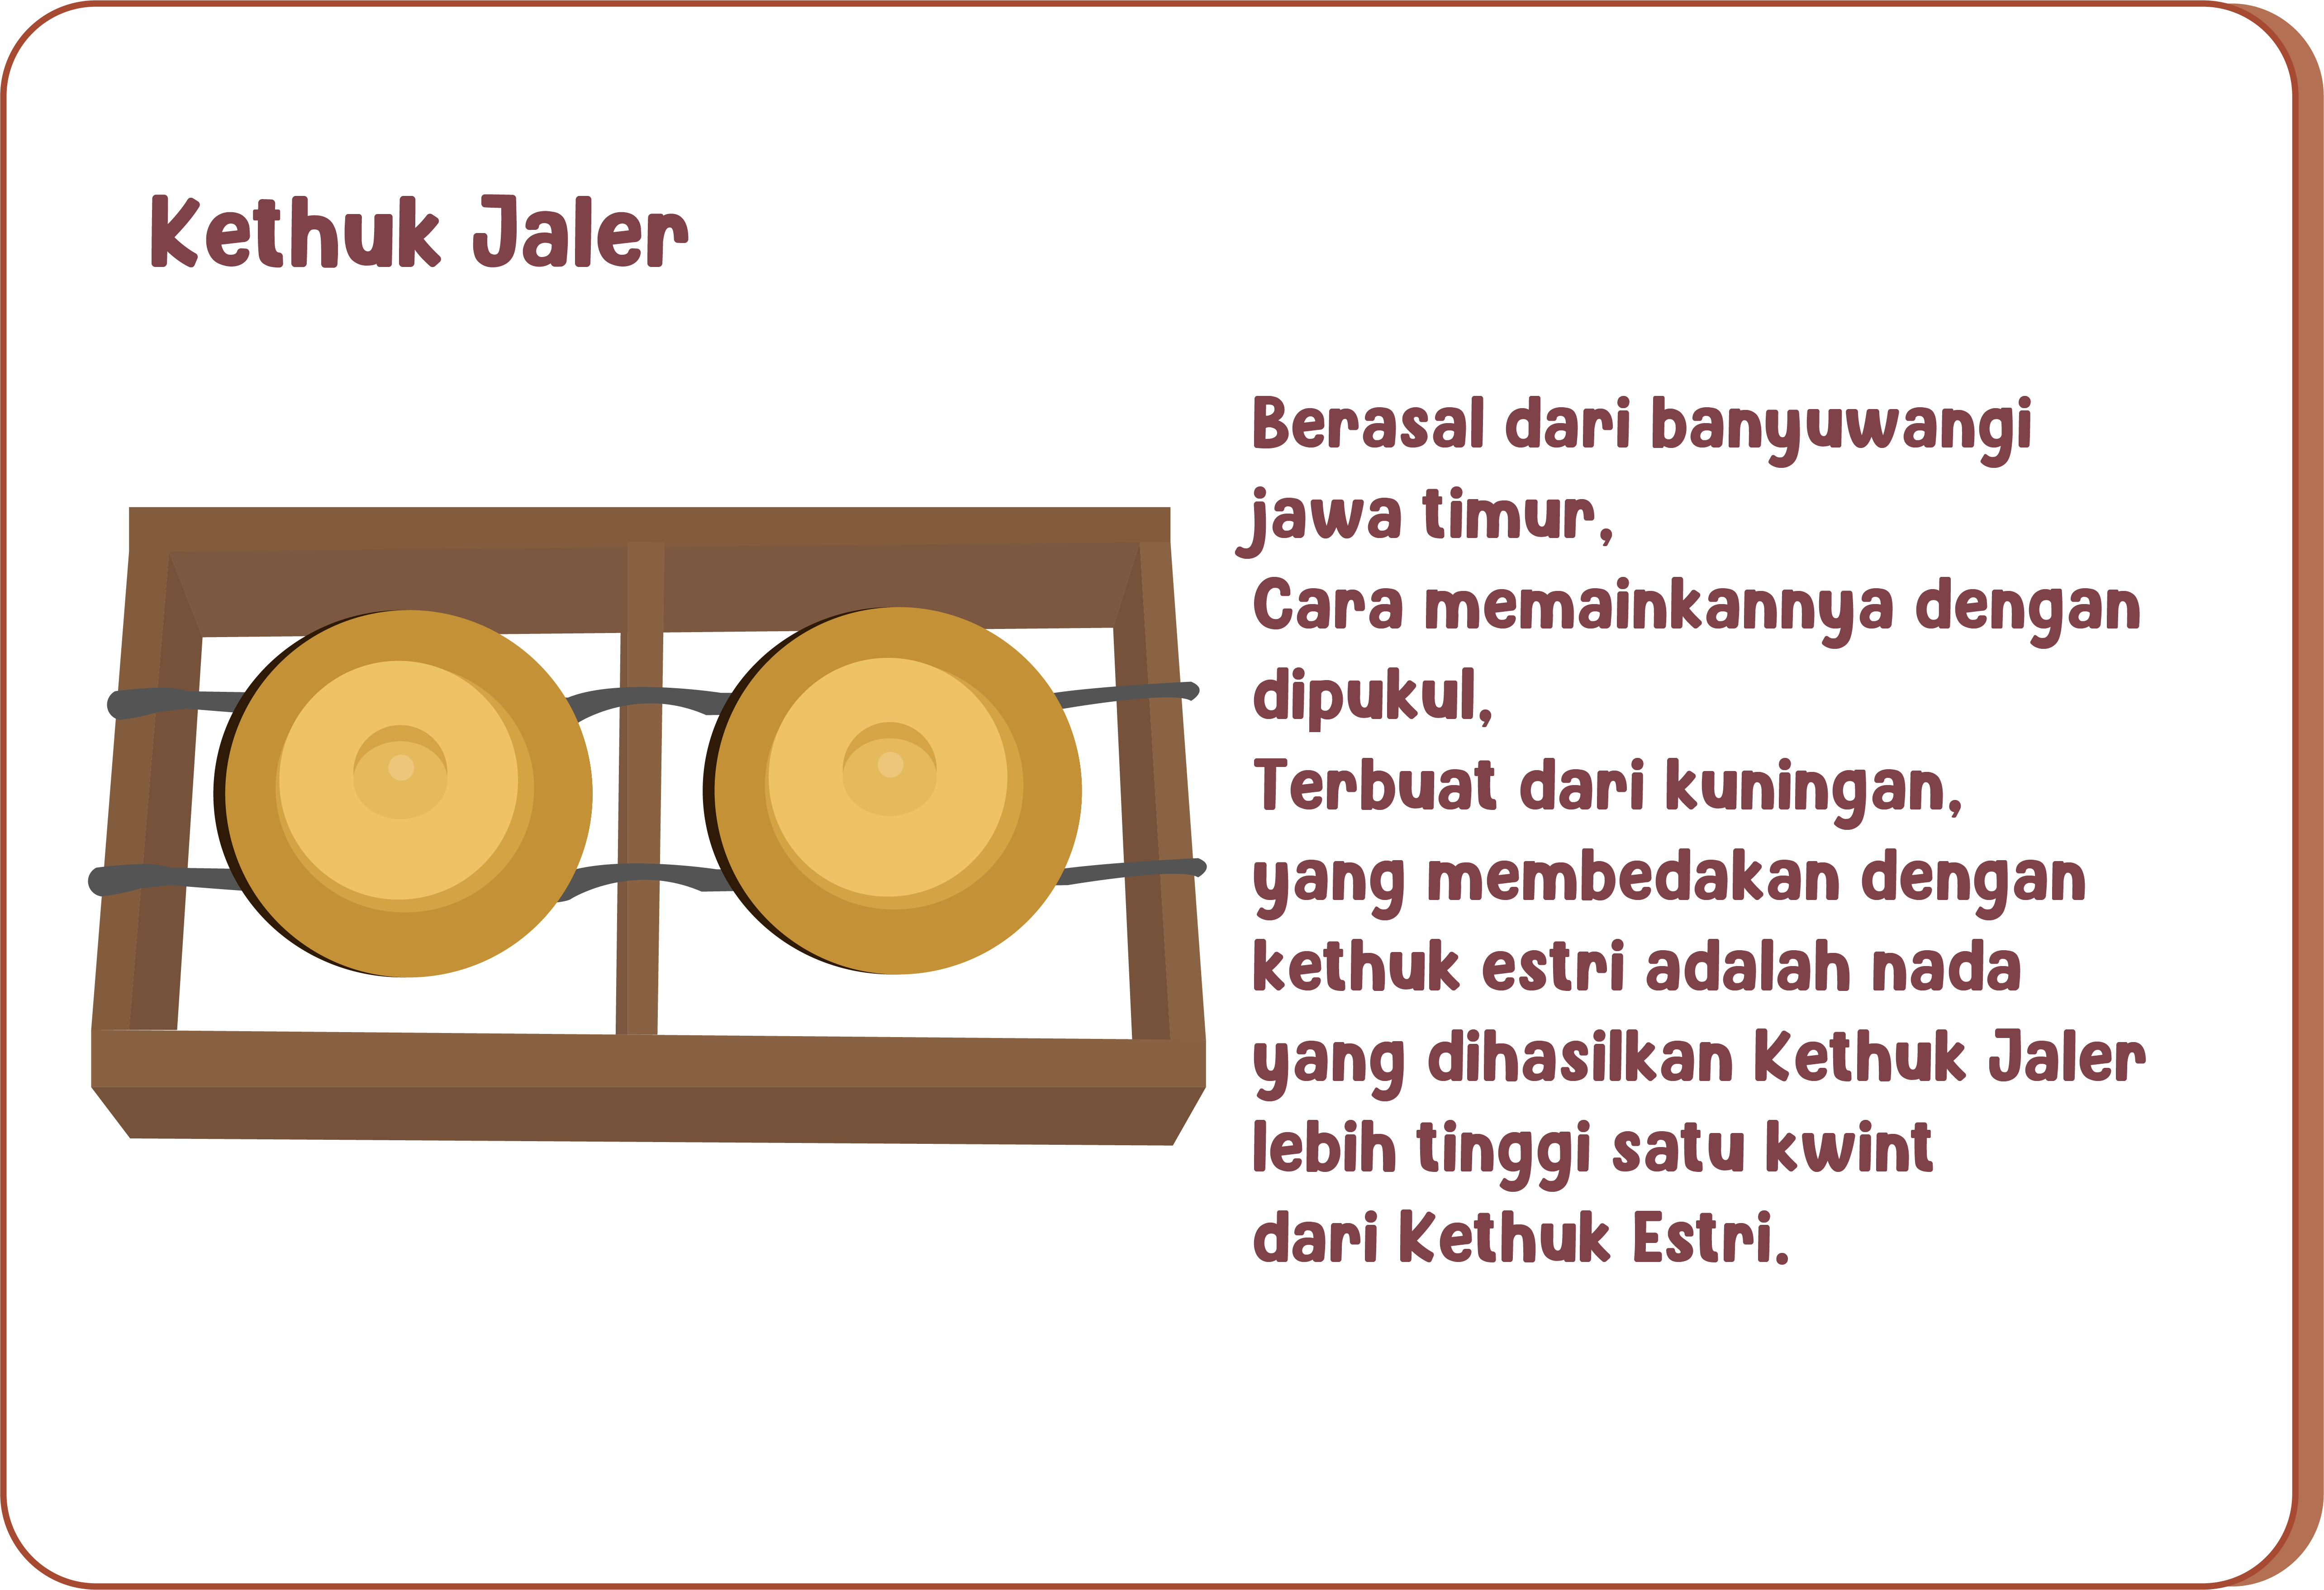 Kethuk Jaler
Berasal dari banyuwangi
jawa timur,
Cara memainkannya dengan
dipukul,
Terbuat dari kuningan,
yang membedakan dengan
kethuk estri adalah nada
yang dihasilkan Kethuk Jaler
lebih tinggi satu kwint
dari Kethuk Estri.